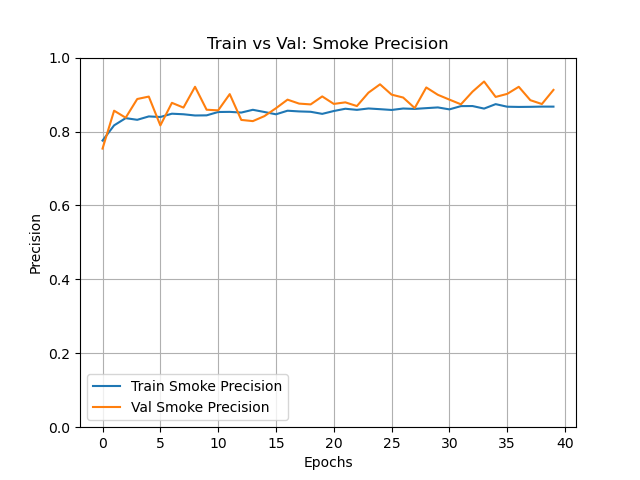 Train vs Val: Smoke Precision
1.0
0.8
0.6
0.4
0.2
0.0
Precision
Train Smoke Precision
Val Smoke Precision
0 5 10 15 20 25 30 35 40
Epochs